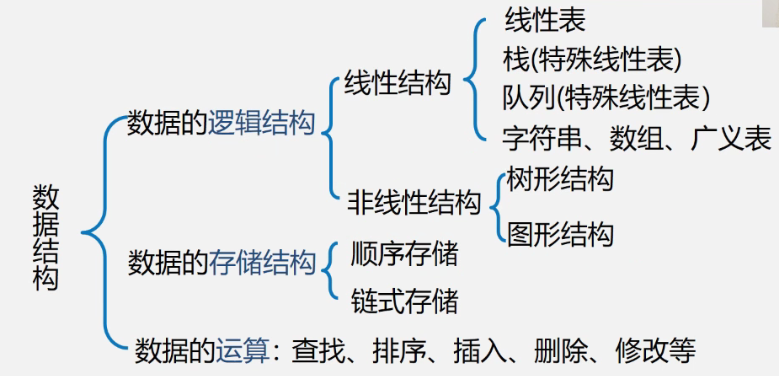 数据结构
数据的逻辑结构
线性结构
线性表
栈(特殊线性表)
队列(特殊线性表）
字符串、数组、广义表
非线性结构
树形结构
图形结构
数据的存储结构
顺序存储
链式存储
数据的运算：查找、排序、插入、删除、修改等